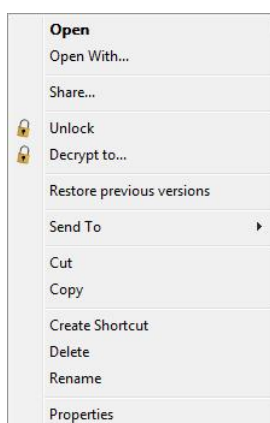 Open
Open With...
Share...
Unlock
Decrypt to...
Restore previous versions
Send To
Cut
Copy
Create Shortcut
Delete
Rename
Properties